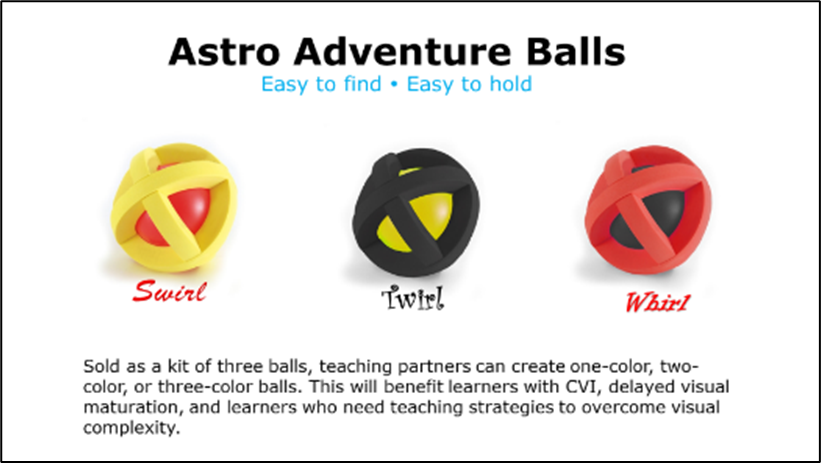 Astro Adventure Balls
Easy to find • Easy to hold
Swirl
Twirl
Whirl
Sold as a kit of three balls, teaching partners can create one-color, two-
color, or three-color balls. This will benefit learners with CVI, delayed visual
maturation, and learners who need teaching strategies to overcome visual
complexity.